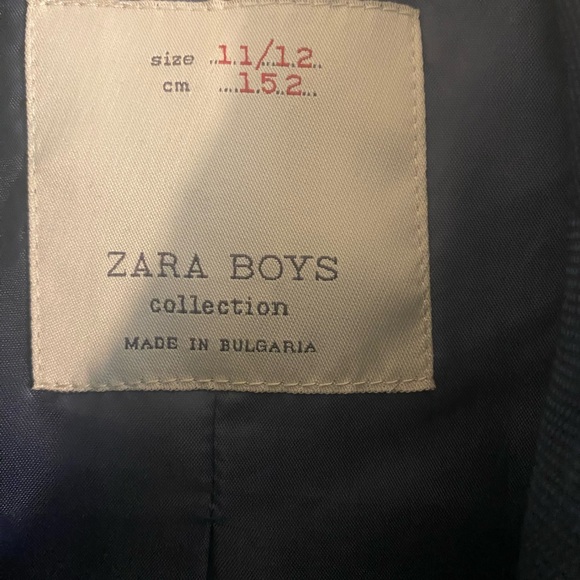 size ..11/12..
cm ....152...
ZARA BOYS
collection
MADE IN BULGARIA